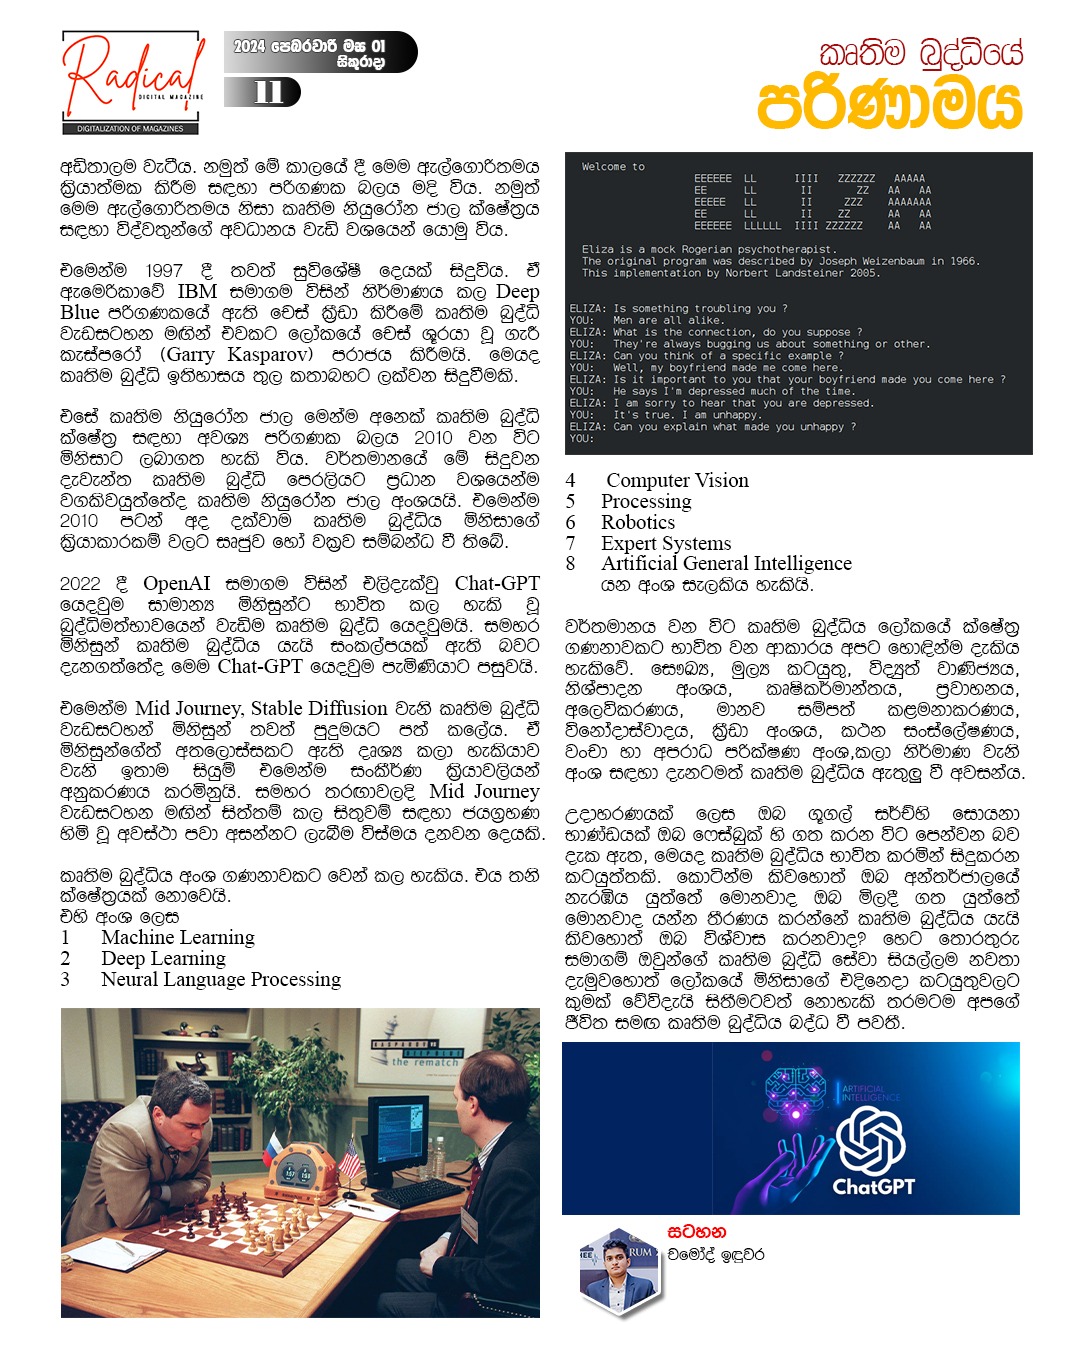 Radical
DIGITAL MAGAZINE
DIGITALIZATION OF MAGAZINES
2024 පෙබරවාරි මස 01
සිකුරාදා
11
කෘතිම බුද්ධියේ
පරිණාමය
අඩිතාලම වැටීය. නමුත් මේ කාලයේ දී මෙම ඇල්ගොරිතමය
ක්‍රියාත්මක කිරීම සඳහා පරිගණක බලය මදි විය. නමුත්
මෙම ඇල්ගොරිතමය නිසා කෘතිම නියුරෝන ජාල ක්ෂේත්‍රය
සඳහා විද්වතුන්ගේ අවධානය වැඩි වශයෙන් යොමු විය.
එමෙන්ම 1997 දී තවත් සුවිශේෂී දෙයක් සිදුවිය. ඒ
ඇමෙරිකාවේ IBM සමාගම විසින් නිර්මාණය කල Deep
Blue පරිගණකයේ ඇති චෙස් ක්‍රීඩා කිරීමේ කෘතිම බුද්ධි
වැඩසටහන මඟින් එවකට ලෝකයේ චෙස් ශූරයා වූ ගැරී
කැස්පරෝ (Garry Kasparov) පරාජය කිරීමයි. මෙයද
කෘතිම බුද්ධි ඉතිහාසය තුල කතාබහට ලක්වන සිදුවීමකි.
එසේ කෘතිම නියුරෝන ජාල මෙන්ම අනෙක් කෘතිම බුද්ධි
ක්ෂේත්‍ර සඳහා අවශ්‍ය පරිගණක බලය 2010 වන විට
මිනිසාට ලබාගත හැකි විය. වර්තමානයේ මේ සිදුවන
දැවැන්ත කෘතිම බුද්ධි පෙරලියට ප්‍රධාන වශයෙන්ම
වගකිවයුත්තේද කෘතිම නියුරෝන ජාල අංශයයි. එමෙන්ම
2010 පටන් අද දක්වාම කෘතිම බුද්ධිය මිනිසාගේ
ක්‍රියාකාරකම් වලට සෘජුව හෝ වක්‍රව සම්බන්ධ වී තිබේ.
2022 දී OpenAI සමාගම විසින් එලිදැක්වූ Chat-GPT
යෙදවුම සාමාන්‍ය මිනිසුන්ට භාවිත කල හැකි වූ
බුද්ධිමත්භාවයෙන් වැඩිම කෘතිම බුද්ධි යෙදවුමයි. සමහර
මිනිසුන් කෘතිම බුද්ධිය යැයි සංකල්පයක් ඇති බවට
දැනගත්තේද මෙම Chat-GPT යෙදවුම පැමිණියාට පසුවයි.
එමෙන්ම Mid Journey, Stable Diffusion වැනි කෘතිම බුද්ධි
වැඩසටහන් මිනිසුන් තවත් පුදුමයට පත් කලේය. ඒ
මිනිසුන්ගේත් අතලොස්සකට ඇති දෘශ්‍ය කලා හැකියාව
වැනි ඉතාම සියුම් එමෙන්ම සංකීර්ණ ක්‍රියාවලියන්
අනුකරණය කරමිනුයි. සමහර තරඟාවලදි Mid Journey
වැඩසටහන මඟින් සිත්තම් කල සිතුවම් සඳහා ජයග්‍රහණ
හිමි වූ අවස්ථා පවා අසන්නට ලැබීම විස්මය දනවන දෙයකි.
කෘතිම බුද්ධිය අංශ ගණනාවකට වෙන් කල හැකිය. එය තනි
ක්ෂේත්‍රයක් නොවෙයි.
එහි අංශ ලෙස
1 Machine Learning
2 Deep Learning
3 Neural Language Processing
KASPAROV vs DEEP BLUE
the rematch
Welcome to
EEEEEE LL IIII ZZZZZZ AAAAA
EE LL II ZZ AA AA
EEEEE LL II ZZZ AAAAAAA
EE LL II ZZ AA AA
EEEEEE LLLLLL IIII ZZZZZZ AA AA
Eliza is a mock Rogerian psychotherapist.
The original program was described by Joseph Weizenbaum in 1966.
This implementation by Norbert Landsteiner 2005.
ELIZA: Is something troubling you ?
YOU: Men are all alike.
ELIZA: What is the connection, do you suppose ?
YOU: They're always bugging us about something or other.
ELIZA: Can you think of a specific example ?
YOU: Well, my boyfriend made me come here.
ELIZA: Is it important to you that your boyfriend made you come here ?
YOU: He says I'm depressed much of the time.
ELIZA: I am sorry to hear that you are depressed.
YOU: It's true. I am unhappy.
ELIZA: Can you explain what made you unhappy ?
YOU:
4 Computer Vision
5 Processing
6 Robotics
7 Expert Systems
8 Artificial General Intelligence
යන අංශ සැලකිය හැකියි.
වර්තමානය වන විට කෘතිම බුද්ධිය ලෝකයේ ක්ෂේත්‍ර
ගණනාවකට භාවිත වන ආකාරය අපට හොඳින්ම දැකිය
හැකිවේ. සෞඛ්‍ය, මුල්‍ය කටයුතු, විද්‍යුත් වාණිජ්‍යය,
නිශ්පාදන අංශය, කෘෂිකර්මාන්තය, ප්‍රවාහනය,
අලෙවිකරණය, මානව සම්පත් කළමනාකරණය,
විනෝදාස්වාදය, ක්‍රීඩා අංශය, කථන සංස්ලේෂණය,
වංචා හා අපරාධ පරික්ෂණ අංශ,කලා නිර්මාණ වැනි
අංශ සඳහා දැනටමත් කෘතිම බුද්ධිය ඇතුලු වී අවසන්ය.
උදාහරණයක් ලෙස ඔබ ගූගල් සර්ච්හි සොයනා
භාණ්ඩයක් ඔබ ෆෙස්බුක් හි ගත කරන විට පෙන්වන බව
දැක ඇත, මෙයද කෘතිම බුද්ධිය භාවිත කරමින් සිදුකරන
කටයුත්තකි. කොටින්ම කිවහොත් ඔබ අන්තර්ජාලයේ
නැරඹිය යුත්තේ මොනවාද ඔබ මිලදී ගත යුත්තේ
මොනවාද යන්න තීරණය කරන්නේ කෘතිම බුද්ධිය යැයි
කිවහොත් ඔබ විශ්වාස කරනවාද? හෙට තොරතුරු
සමාගම් ඔවුන්ගේ කෘතිම බුද්ධි සේවා සියල්ලම නවතා
දැමුවහොත් ලෝකයේ මිනිසාගේ එදිනෙදා කටයුතුවලට
කුමක් වේවිදැයි සිතීමටවත් නොහැකි තරමටම අපගේ
ජීවිත සමඟ කෘතිම බුද්ධිය බද්ධ වී පවතී.
ARTIFICIAL
INTELLIGENCE
ChatGPT
සටහන
චමෝද් ඉඳුවර